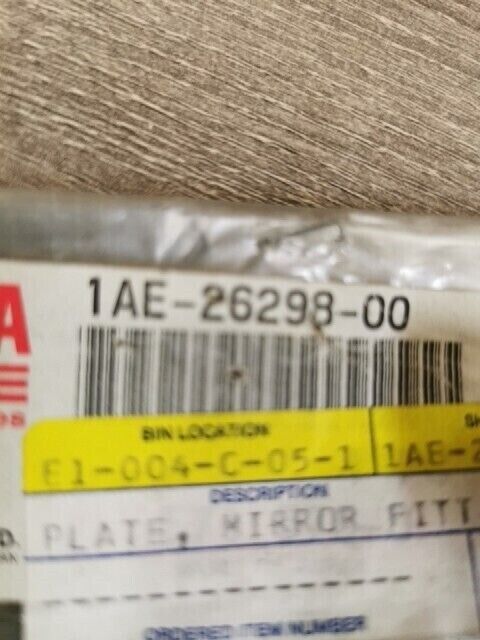 A
1AE-26298-00
BIN LOCATION
E1-004-C-05-1
1AE-2
DESCRIPTION
PLATE, MIRROR FITT
ORDERED ITEM NUMBER